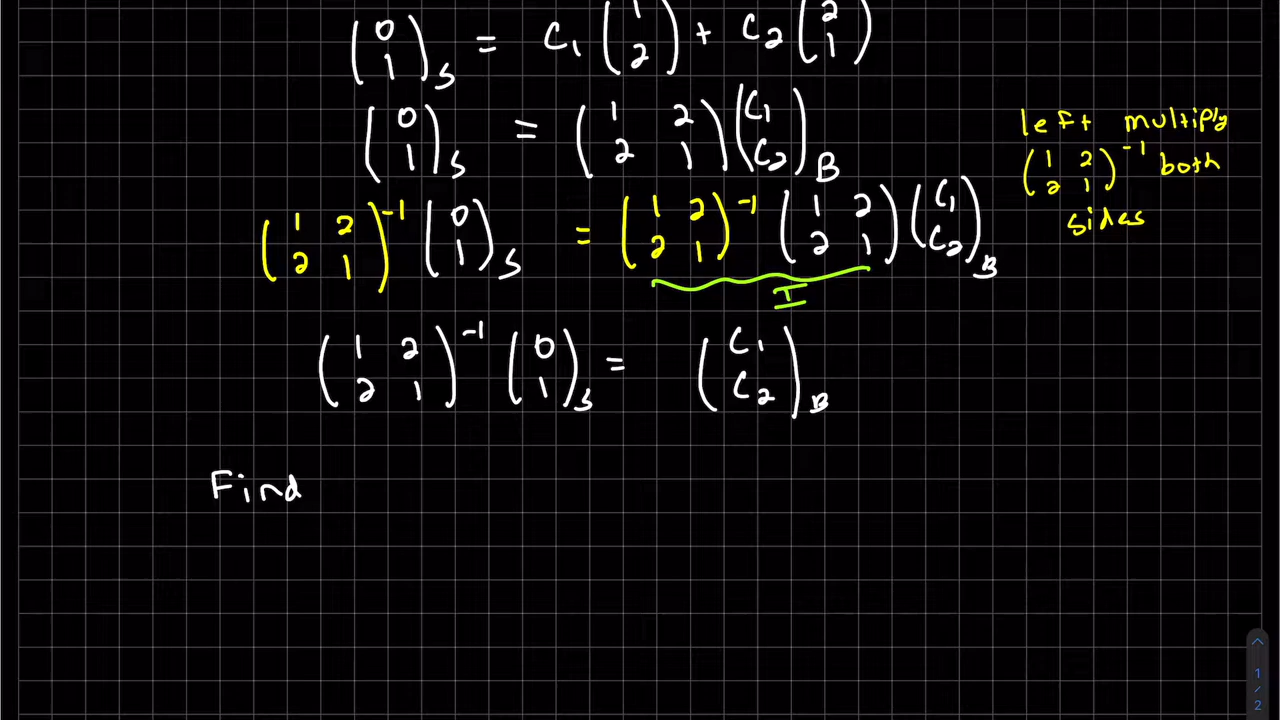 (0 1)_S = C₁ (1 2) + C₂ (2 1)
(0 1)_S = (1 2 2 1) (C₁ C₂)_B
left multiply
(1 2 2 1)⁻¹ both
sides
(1 2 2 1)⁻¹ (0 1)_S = (1 2 2 1)⁻¹ (1 2 2 1) (C₁ C₂)_B
I
(1 2 2 1)⁻¹ (0 1)_S = (C₁ C₂)_B
Find
1
/
2